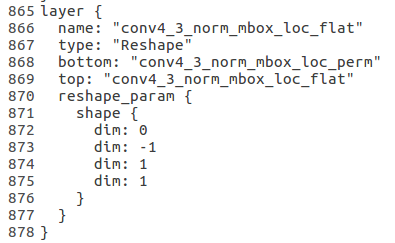 865 layer {
866   name: "conv4_3_norm_mbox_loc_flat"
867   type: "Reshape"
868   bottom: "conv4_3_norm_mbox_loc_perm"
869   top: "conv4_3_norm_mbox_loc_flat"
870   reshape_param {
871     shape {
872       dim: 0
873       dim: -1
874       dim: 1
875       dim: 1
876     }
877   }
878 }